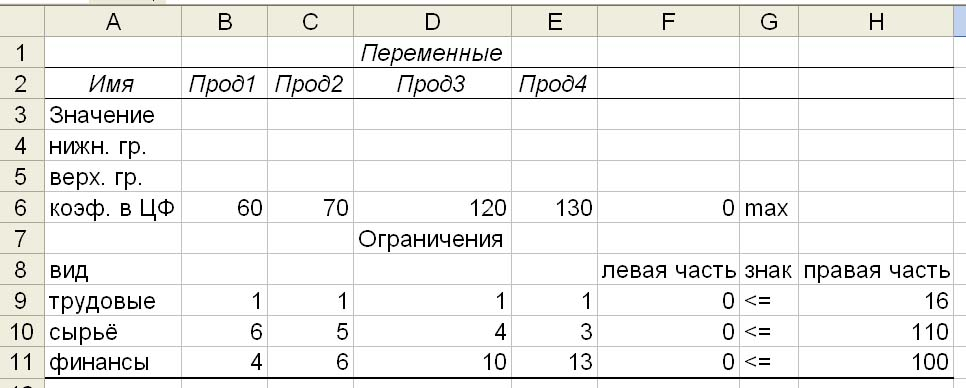 A B C D E F G H
1 Переменные
2 Имя Прод1 Прод2 Прод3 Прод4
3 Значение
4 нижн. гр.
5 верх. гр.
6 коэф. в ЦФ 60 70 120 130 0 max
7 Ограничения
8 вид левая часть знак правая часть
9 трудовые 1 1 1 1 0 <= 16
10 сырьё 6 5 4 3 0 <= 110
11 финансы 4 6 10 13 0 <= 100